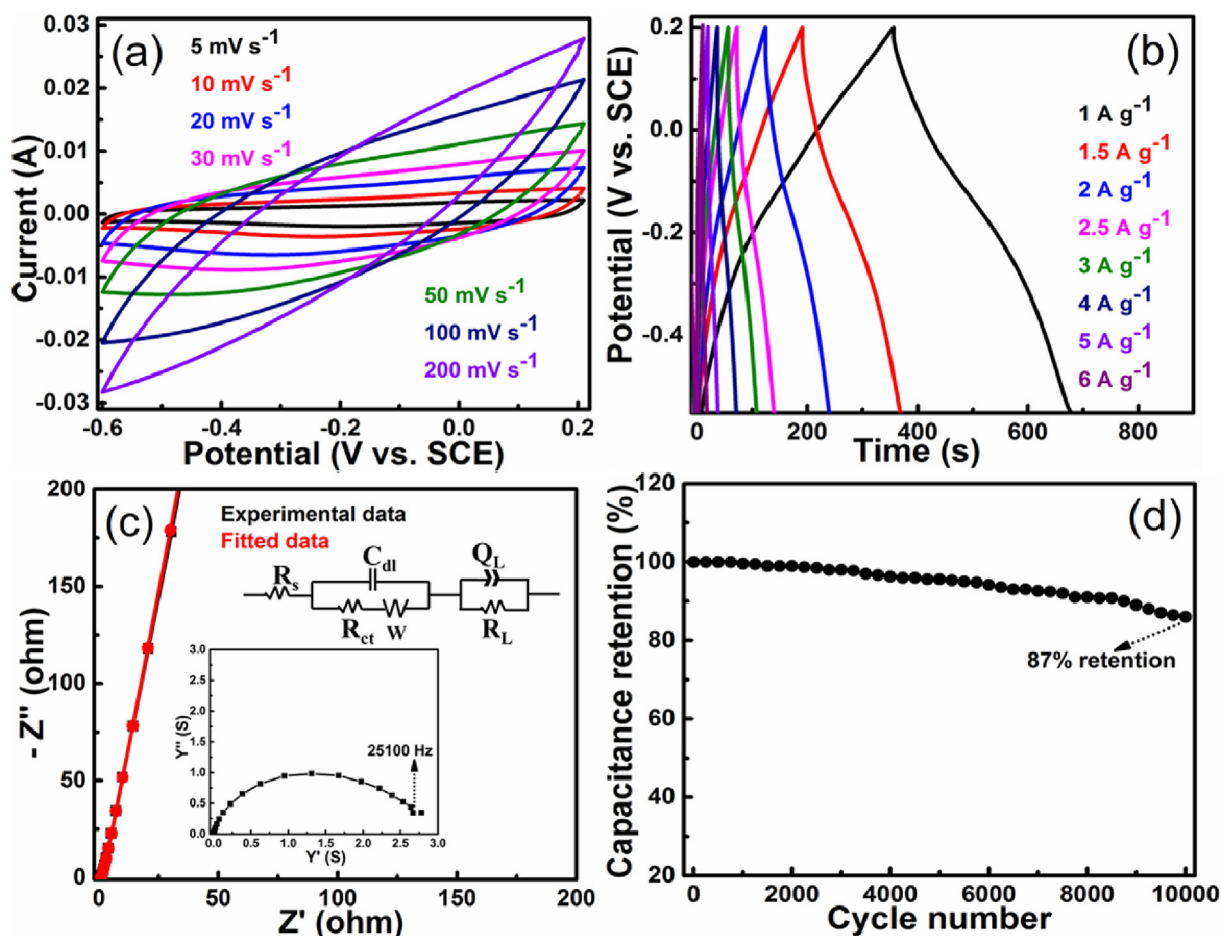 (a)
5 mV s⁻¹
10 mV s⁻¹
20 mV s⁻¹
30 mV s⁻¹
50 mV s⁻¹
100 mV s⁻¹
200 mV s⁻¹
0.03
0.02
0.01
0.00
-0.01
-0.02
-0.03
Current (A)
-0.6
-0.4
-0.2
0.0
0.2
Potential (V vs. SCE)
(b)
1 A g⁻¹
1.5 A g⁻¹
2 A g⁻¹
2.5 A g⁻¹
3 A g⁻¹
4 A g⁻¹
5 A g⁻¹
6 A g⁻¹
0.2
0.0
-0.2
-0.4
Potential (V vs. SCE)
0
200
400
600
800
Time (s)
(c)
Experimental data
Fitted data
Rs
Cdl
Rct
W
QL
RL
200
150
100
50
0
- Z'' (ohm)
3.0
2.5
2.0
1.5
1.0
0.5
0.0
Y'' (S)
25100 Hz
0.0
0.5
1.0
1.5
2.0
2.5
3.0
Y' (S)
0
50
100
150
200
Z' (ohm)
(d)
120
100
80
60
40
20
Capacitance retention (%)
87% retention
0
2000
4000
6000
8000
10000
Cycle number